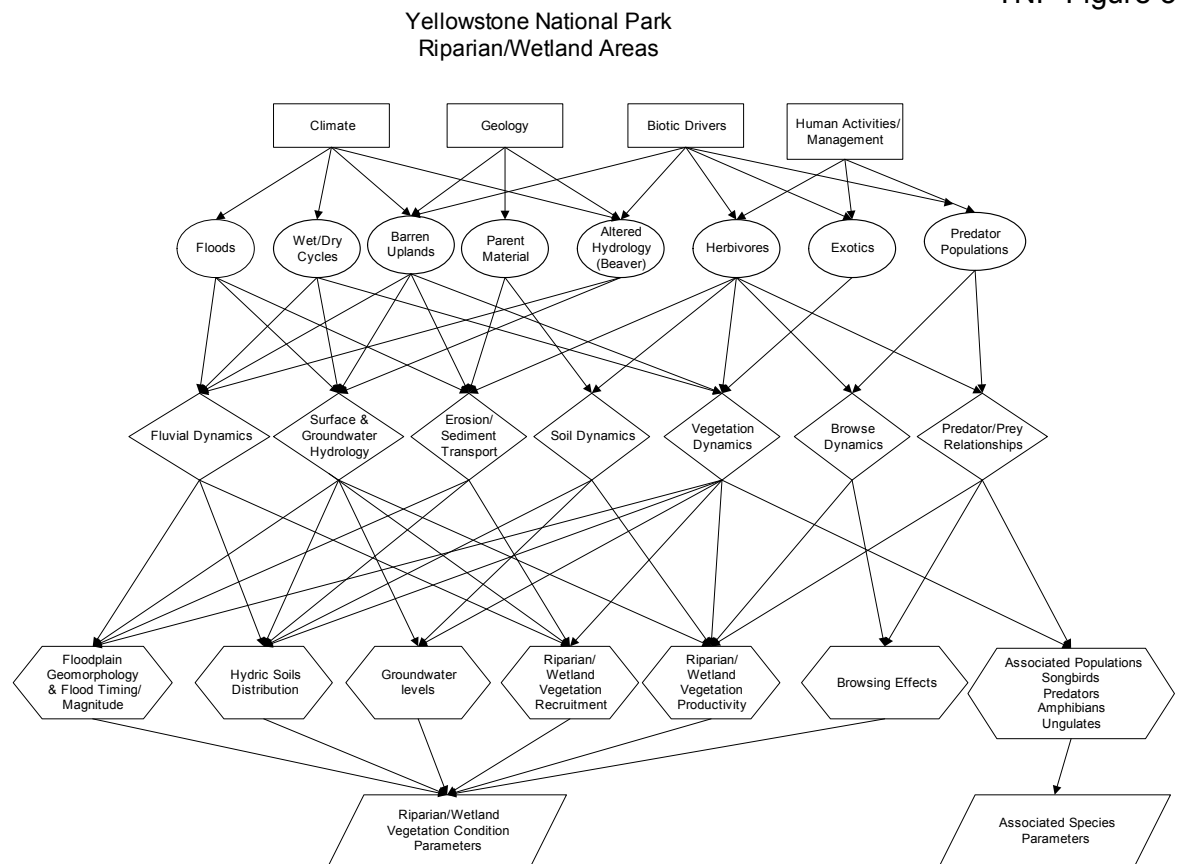 YNP Figure 3
Yellowstone National Park
Riparian/Wetland Areas
Climate
Geology
Biotic Drivers
Human Activities/
Management
Floods
Wet/Dry
Cycles
Barren
Uplands
Parent
Material
Altered
Hydrology
(Beaver)
Herbivores
Exotics
Predator
Populations
Fluvial Dynamics
Surface &
Groundwater
Hydrology
Erosion/
Sediment
Transport
Soil Dynamics
Vegetation
Dynamics
Browse
Dynamics
Predator/Prey
Relationships
Floodplain
Geomorphology
& Flood Timing/
Magnitude
Hydric Soils
Distribution
Groundwater
levels
Riparian/
Wetland
Vegetation
Recruitment
Riparian/
Wetland
Vegetation
Productivity
Browsing Effects
Associated Populations
Songbirds
Predators
Amphibians
Ungulates
Riparian/Wetland
Vegetation Condition
Parameters
Associated Species
Parameters